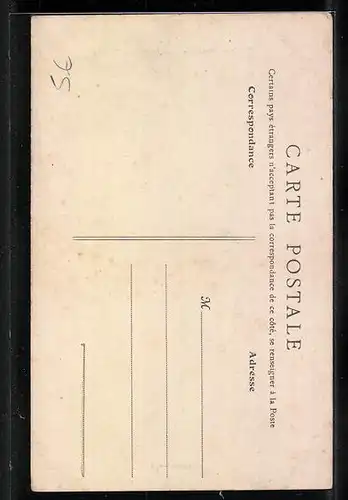 CARTE POSTALE
Certains pays étrangers n'acceptant pas la correspondance de ce côté, se renseigner à la Poste
Correspondance
Adresse
M